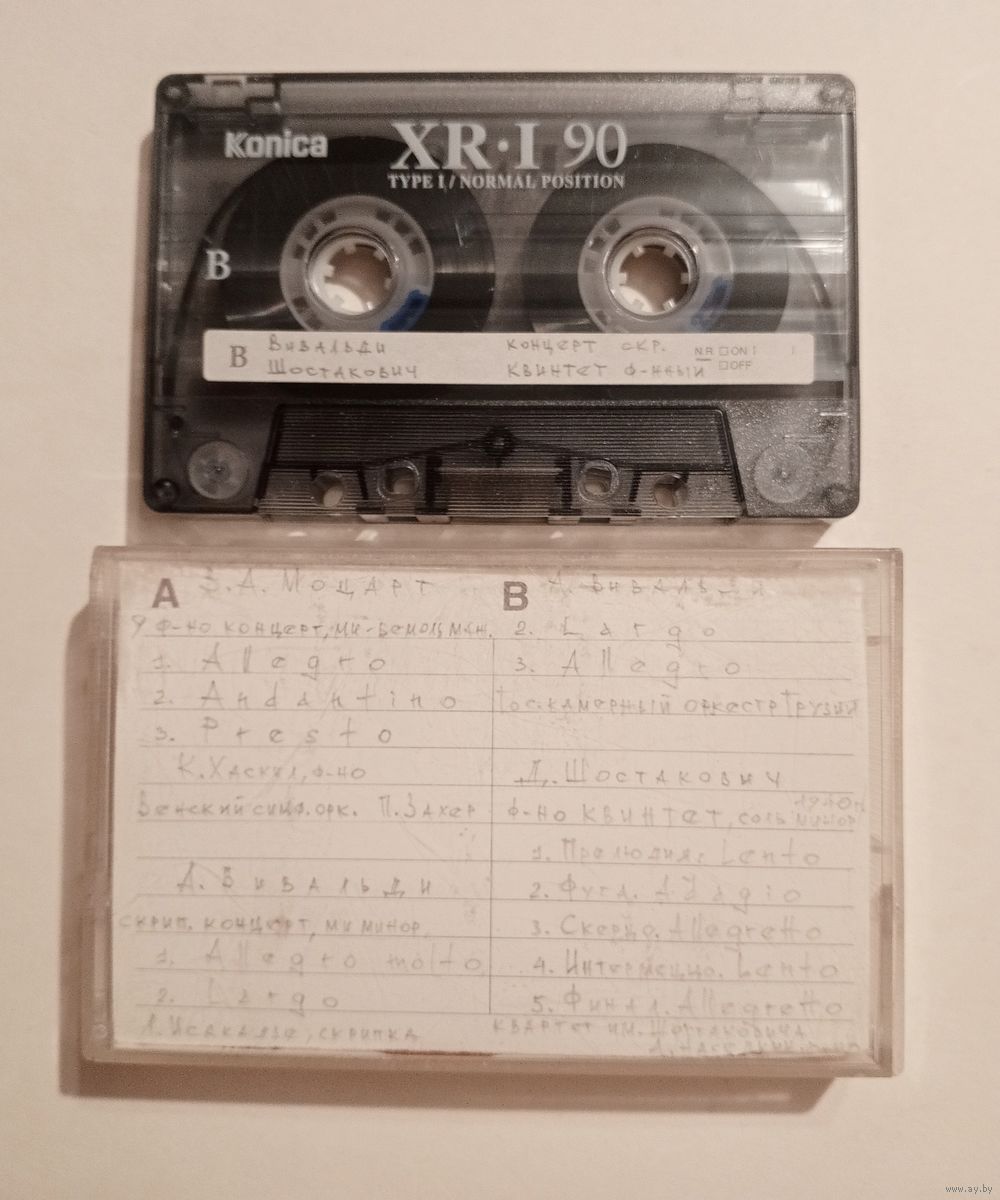 Konica XR·I 90
TYPE I / NORMAL POSITION
B
B Вивальди концерт скр. N.R. ☐ON I I
Шостакович квинтет ф-нный ☐OFF
A В.А. Моцарт
9 ф-но концерт, ми-бемоль маж.
1. Allegro
2. Andantino
3. Presto
К. Хаскил, ф-но
Венский симф. орк. П. Захер
А. Вивальди
скрип. концерт, ми минор
1. Allegro molto
2. Largo
Л. Исакадзе, скрипка
B А. Вивальди
2. Largo
3. Allegro
Гос. камерный оркестр Грузии
Д. Шостакович
1940 г.
ф-но квинтет, соль минор
1. Прелюдия: Lento
2. Фуга. Adagio
3. Скерцо. Allegretto
4. Интермеццо. Lento
5. Финал. Allegretto
квартет им. Шостаковича
www.ay.by